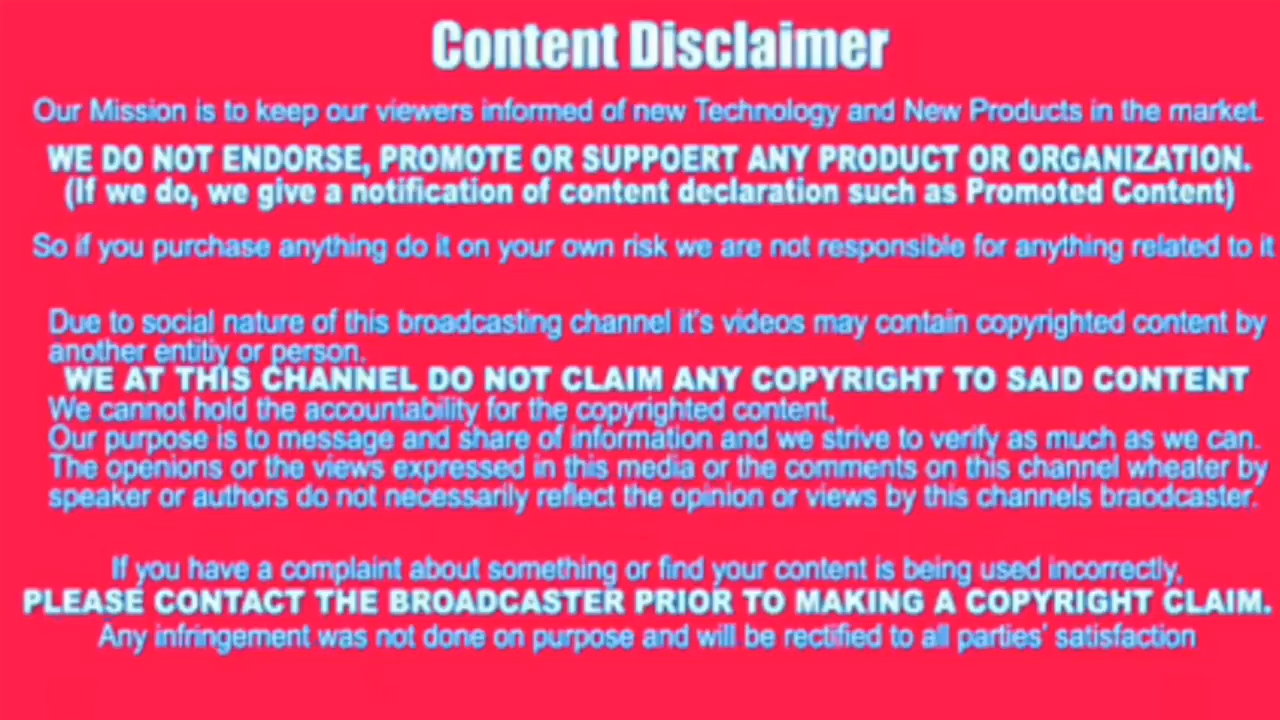 Content Disclaimer
Our Mission is to keep our viewers informed of new Technology and New Products in the market.
WE DO NOT ENDORSE, PROMOTE OR SUPPOERT ANY PRODUCT OR ORGANIZATION.
(If we do, we give a notification of content declaration such as Promoted Content)
So if you purchase anything do it on your own risk we are not responsible for anything related to it
Due to social nature of this broadcasting channel it's videos may contain copyrighted content by
another entitiy or person.
WE AT THIS CHANNEL DO NOT CLAIM ANY COPYRIGHT TO SAID CONTENT
We cannot hold the accountability for the copyrighted content,
Our purpose is to message and share of information and we strive to verify as much as we can.
The openions or the views expressed in this media or the comments on this channel wheater by
speaker or authors do not necessarily reflect the opinion or views by this channels braodcaster.
If you have a complaint about something or find your content is being used incorrectly,
PLEASE CONTACT THE BROADCASTER PRIOR TO MAKING A COPYRIGHT CLAIM.
Any infringement was not done on purpose and will be rectified to all parties' satisfaction